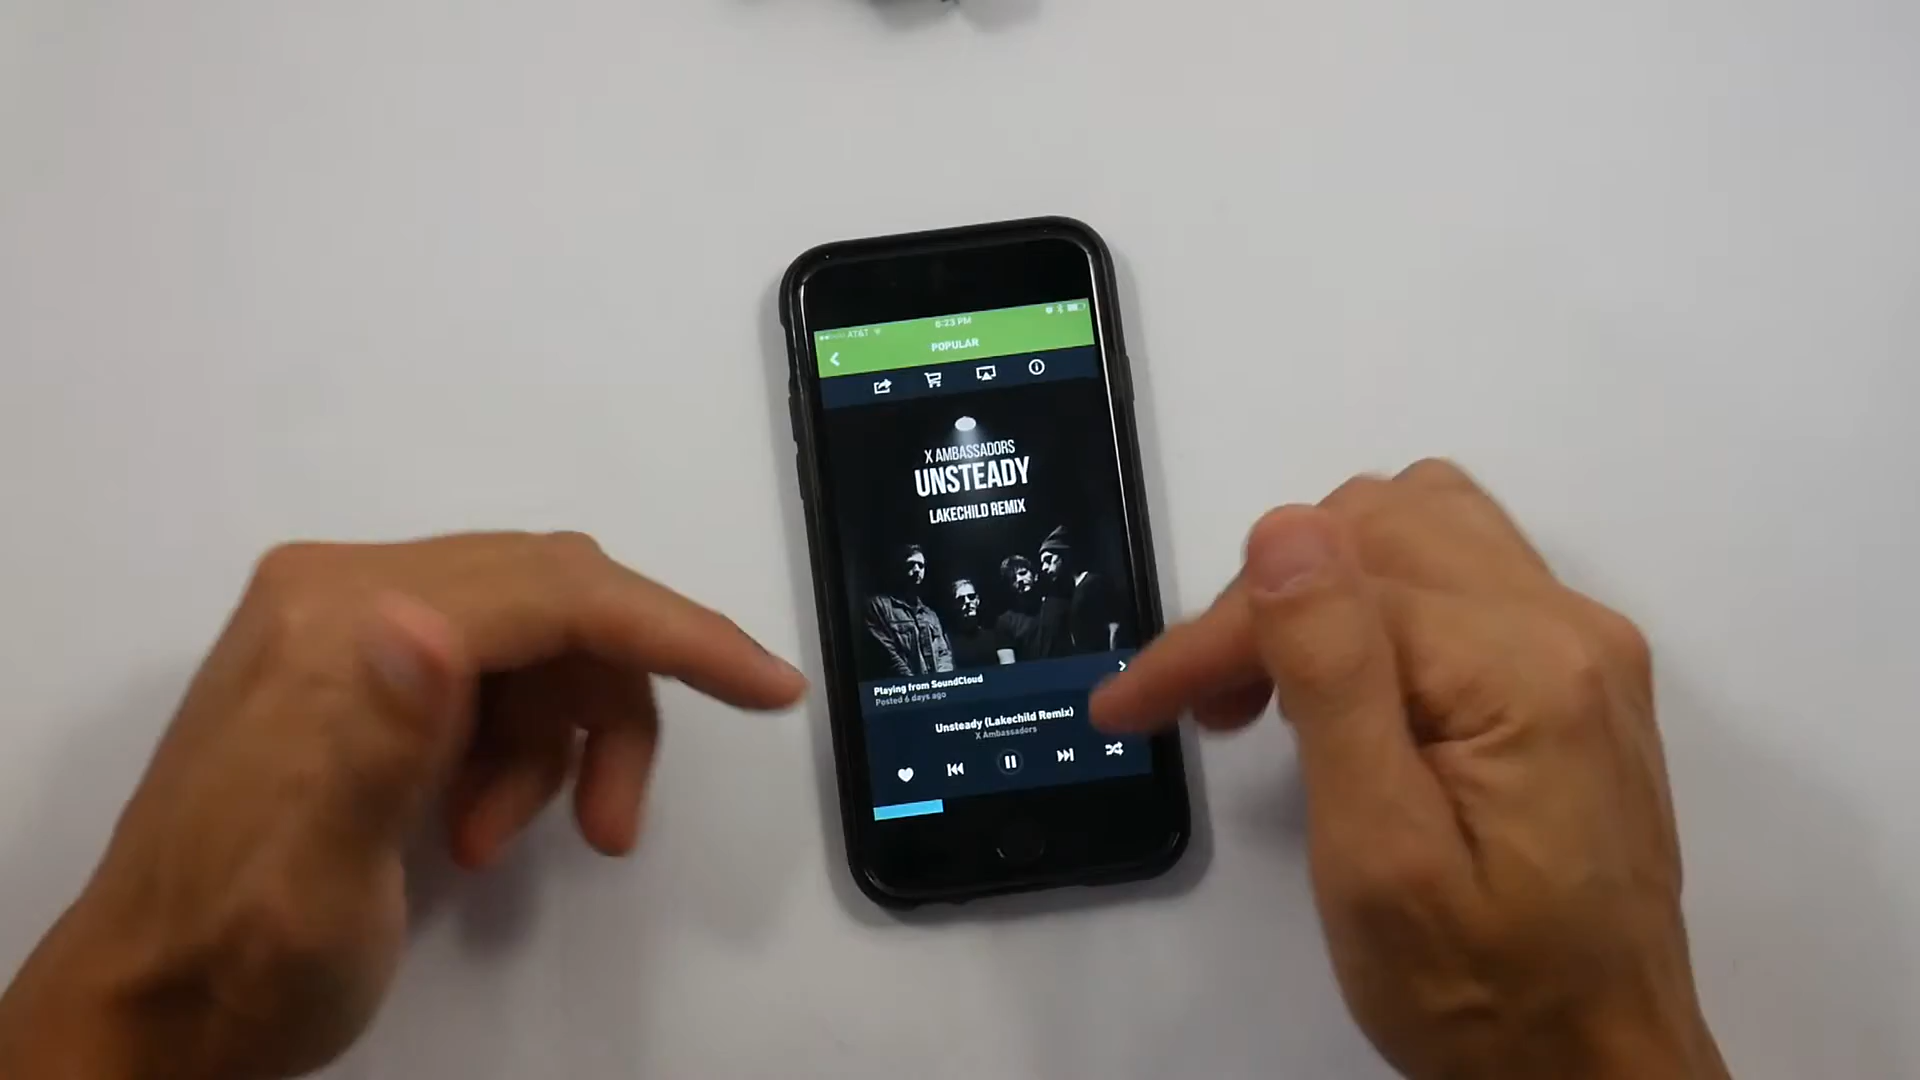 AT&T
6:23 PM
POPULAR
X AMBASSADORS
UNSTEADY
LAKECHILD REMIX
Playing from SoundCloud
Posted 6 days ago
Unsteady (Lakechild Remix)
X Ambassadors